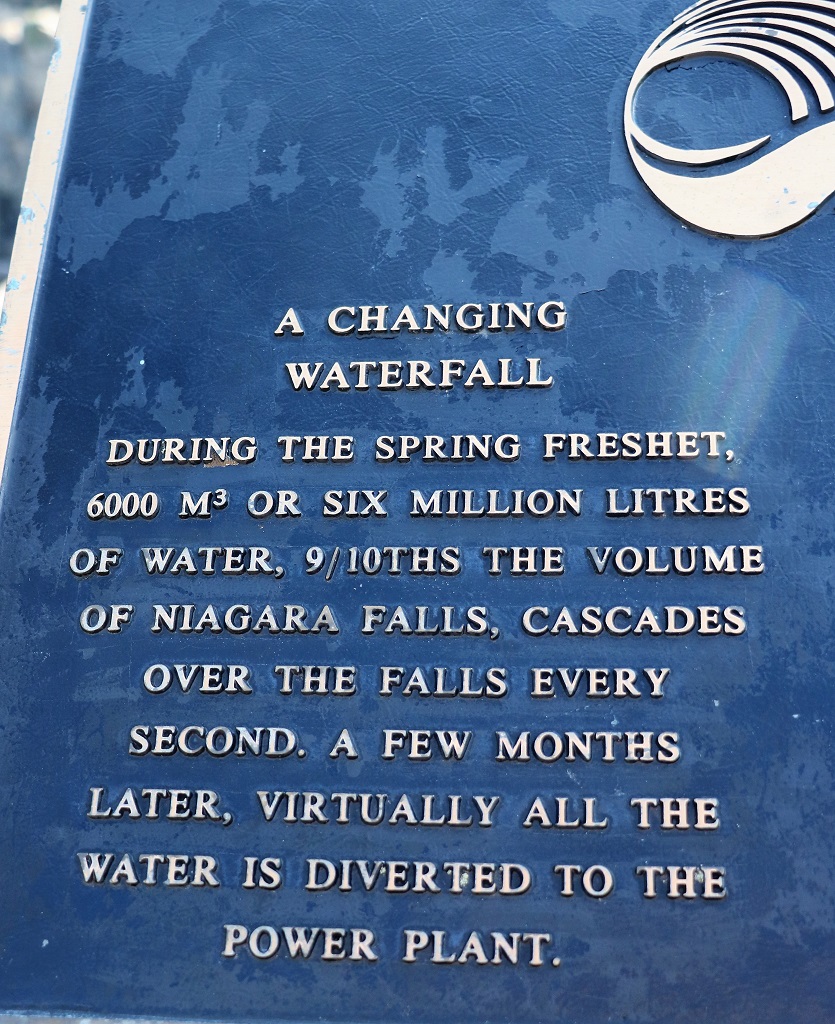 A CHANGING
WATERFALL
DURING THE SPRING FRESHET,
6000 M³ OR SIX MILLION LITRES
OF WATER, 9/10THS THE VOLUME
OF NIAGARA FALLS, CASCADES
OVER THE FALLS EVERY
SECOND. A FEW MONTHS
LATER, VIRTUALLY ALL THE
WATER IS DIVERTED TO THE
POWER PLANT.